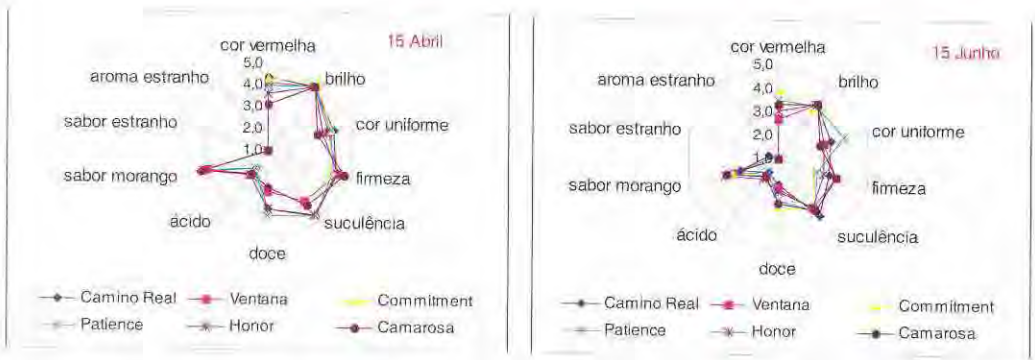 cor vermelha
15 Abril
5,0
aroma estranho
4,0
brilho
3,0
sabor estranho
2,0
cor uniforme
1,0
sabor morango
firmeza
ácido
suculência
doce
Camino Real
Ventana
Commitment
Patience
Honor
Camarosa
cor vermelha
15 Junho
5,0
aroma estranho
4,0
brilho
3,0
sabor estranho
2,0
cor uniforme
sabor morango
firmeza
ácido
suculência
doce
Camino Real
Ventana
Commitment
Patience
Honor
Camarosa